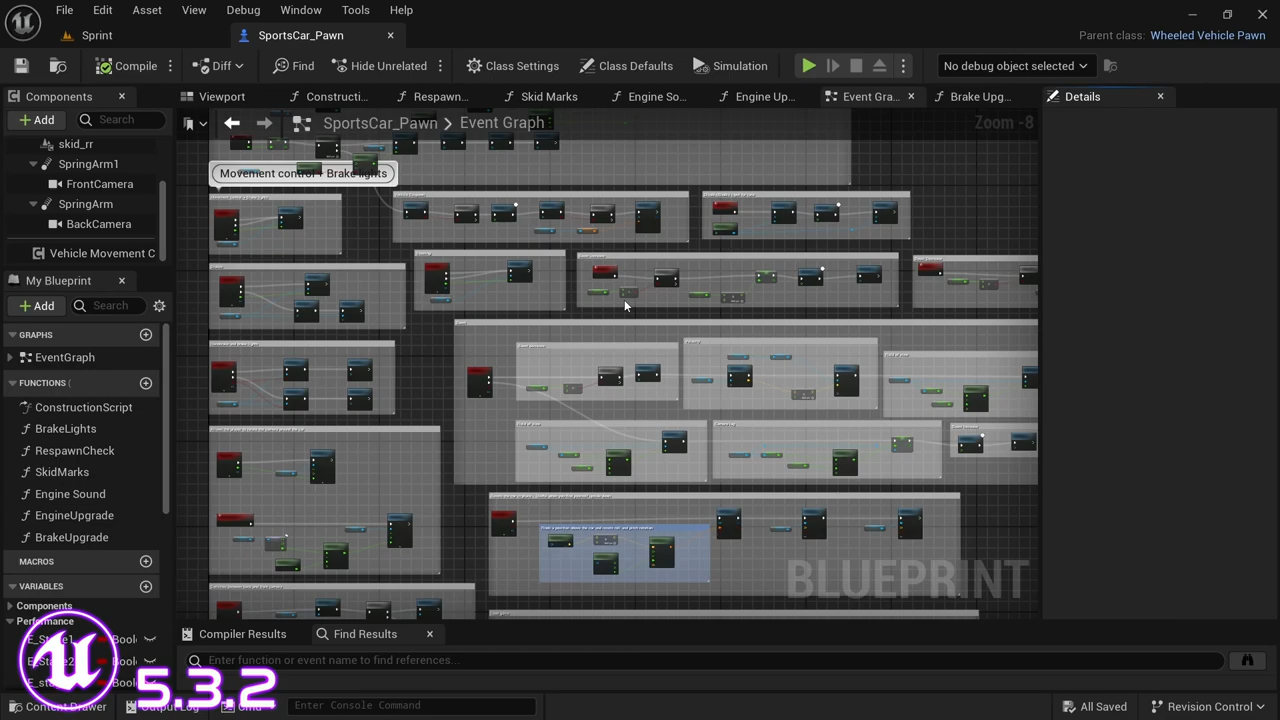 File Edit Asset View Debug Window Tools Help
Sprint
SportsCar_Pawn
Parent class: Wheeled Vehicle Pawn
Compile
Diff
Find
Hide Unrelated
Class Settings
Class Defaults
Simulation
No debug object selected
Components
Viewport
Constructi...
Respawn...
Skid Marks
Engine So...
Engine Up...
Event Gra...
Brake Upg...
Details
Add
Search
SportsCar_Pawn > Event Graph
Zoom -8
skid_rr
SpringArm1
FrontCamera
SpringArm
BackCamera
Vehicle Movement C
Movement control + Brake lights
My Blueprint
Add
Search
GRAPHS
EventGraph
FUNCTIONS (
ConstructionScript
BrakeLights
RespawnCheck
SkidMarks
Engine Sound
EngineUpgrade
BrakeUpgrade
MACROS
VARIABLES
Components
Performance
BLUEPRINT
Compiler Results
Find Results
Enter function or event name to find references...
5.3.2
Content Drawer
Output Log
Cmd
Enter Console Command
All Saved
Revision Control